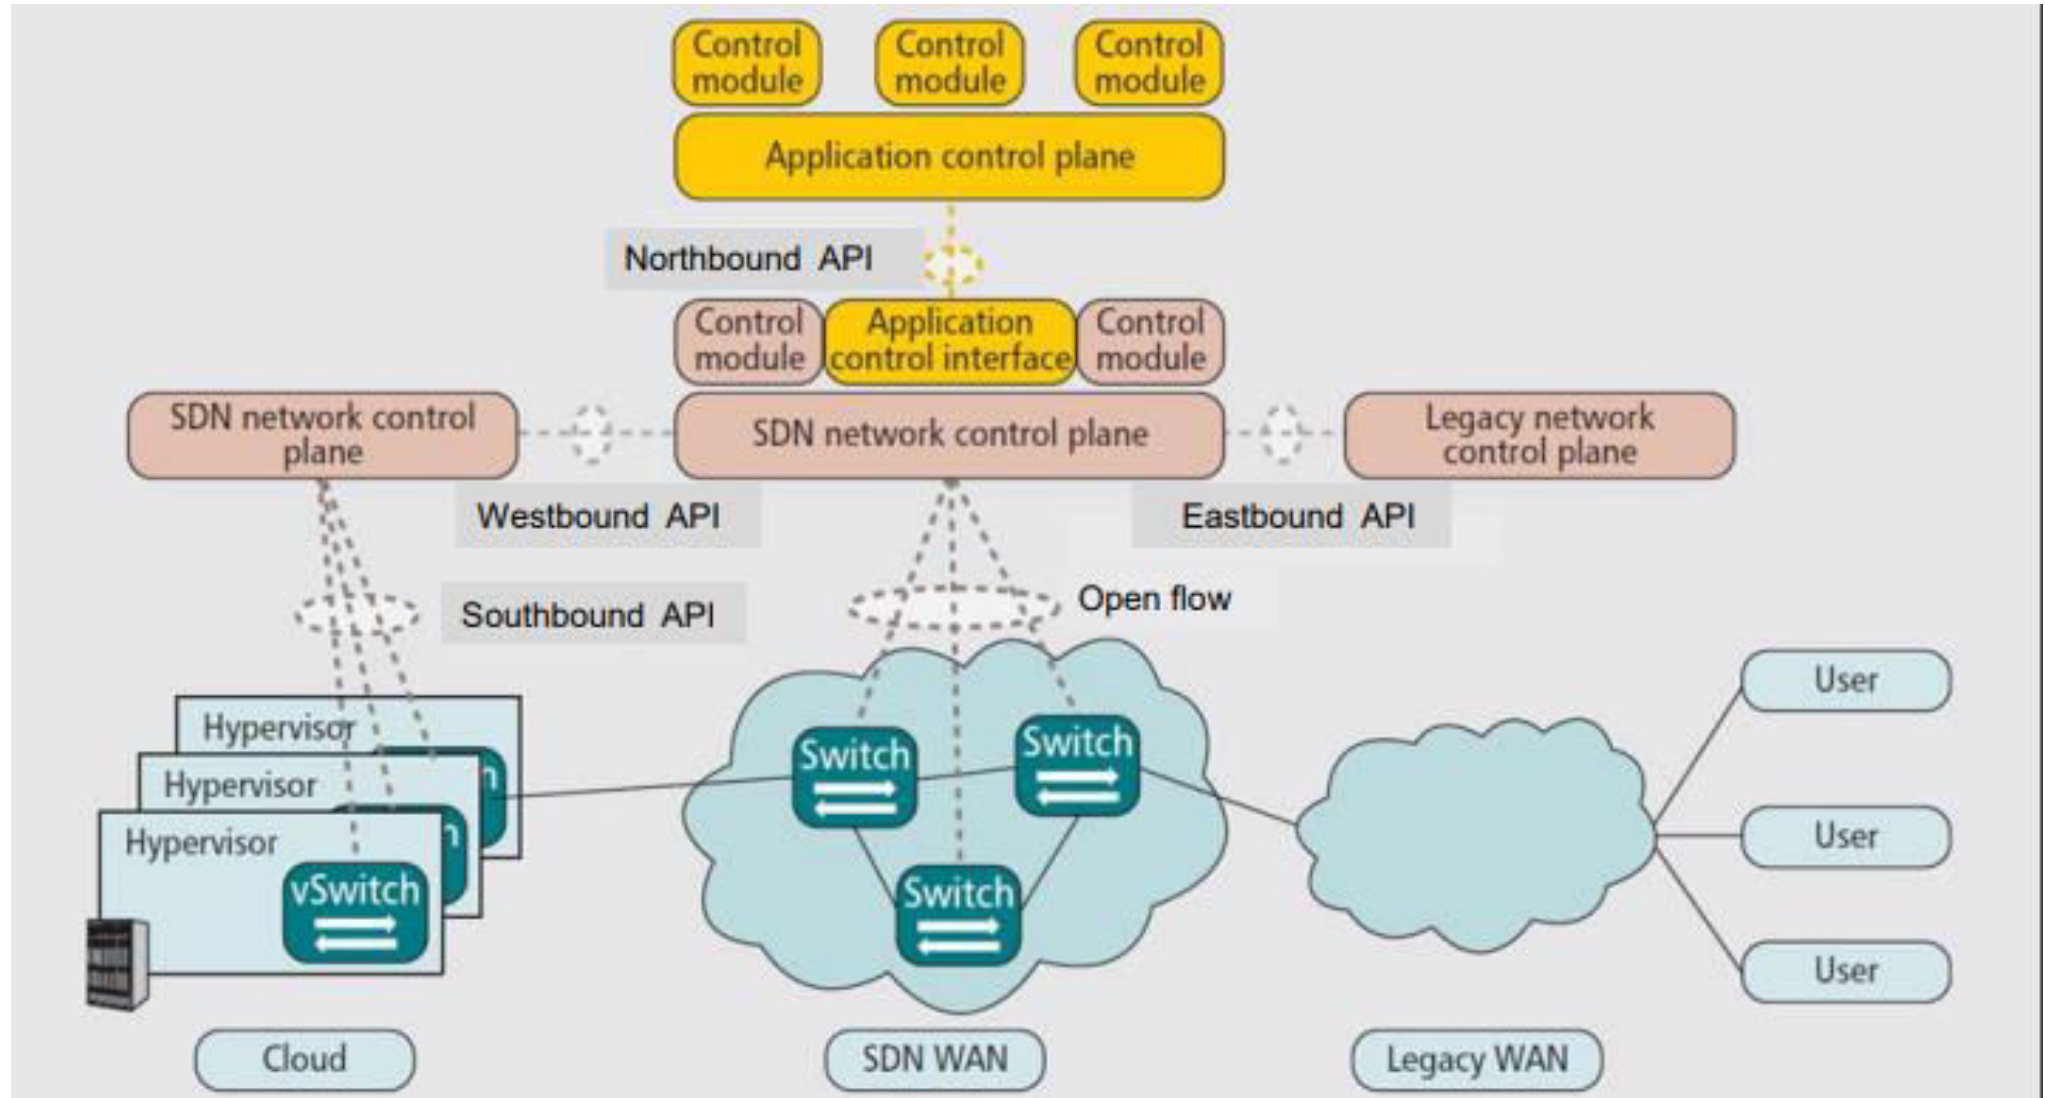 Control
module
Control
module
Control
module
Application control plane
Northbound API
Control
module
Application
control interface
Control
module
SDN network control
plane
SDN network control plane
Legacy network
control plane
Westbound API
Eastbound API
Southbound API
Open flow
Hypervisor
Hypervisor
Hypervisor
vSwitch
Switch
Switch
Switch
User
User
User
Cloud
SDN WAN
Legacy WAN